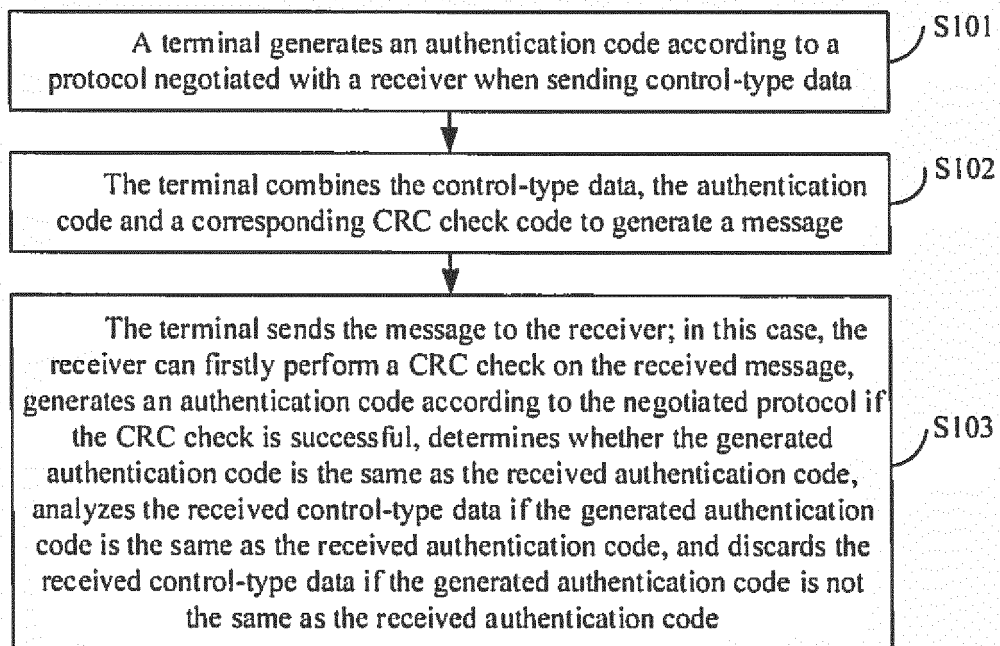 A terminal generates an authentication code according to a
protocol negotiated with a receiver when sending control-type data
S101
The terminal combines the control-type data, the authentication
code and a corresponding CRC check code to generate a message
S102
The terminal sends the message to the receiver; in this case, the
receiver can firstly perform a CRC check on the received message,
generates an authentication code according to the negotiated protocol if
the CRC check is successful, determines whether the generated
authentication code is the same as the received authentication code,
analyzes the received control-type data if the generated authentication
code is the same as the received authentication code, and discards the
received control-type data if the generated authentication code is not
the same as the received authentication code
S103